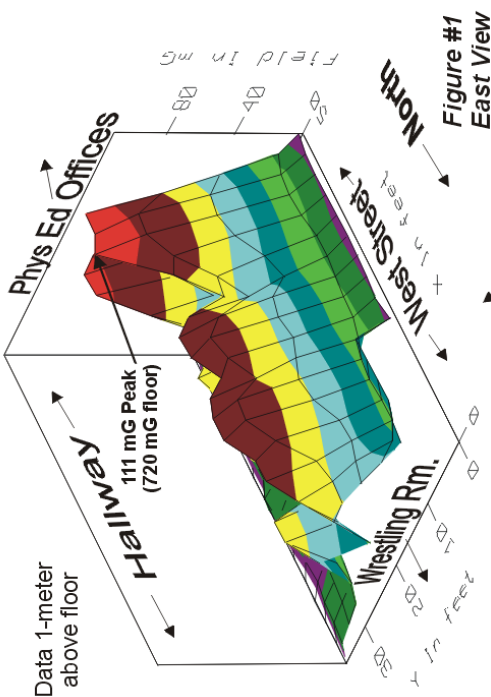 Data 1-meter
above floor
Hallway
111 mG Peak
(720 mG floor)
Phys Ed Offices
Field in mG
80
40
0
50
X in feet
West Street
North
Wrestling Rm.
0
0
10
20
30
Y in feet
Figure #1
East View